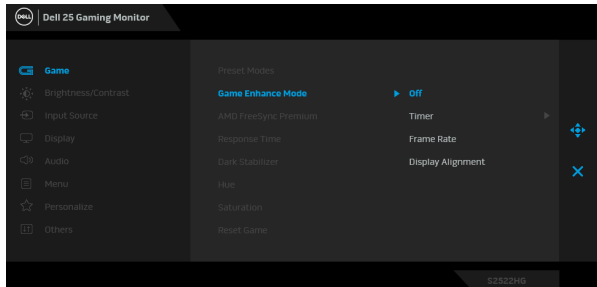 DELL Dell 25 Gaming Monitor
Game
Brightness/Contrast
Input Source
Display
Audio
Menu
Personalize
Others
Preset Modes
Game Enhance Mode
AMD FreeSync Premium
Response Time
Dark Stabilizer
Hue
Saturation
Reset Game
Off
Timer
Frame Rate
Display Alignment
S2522HG